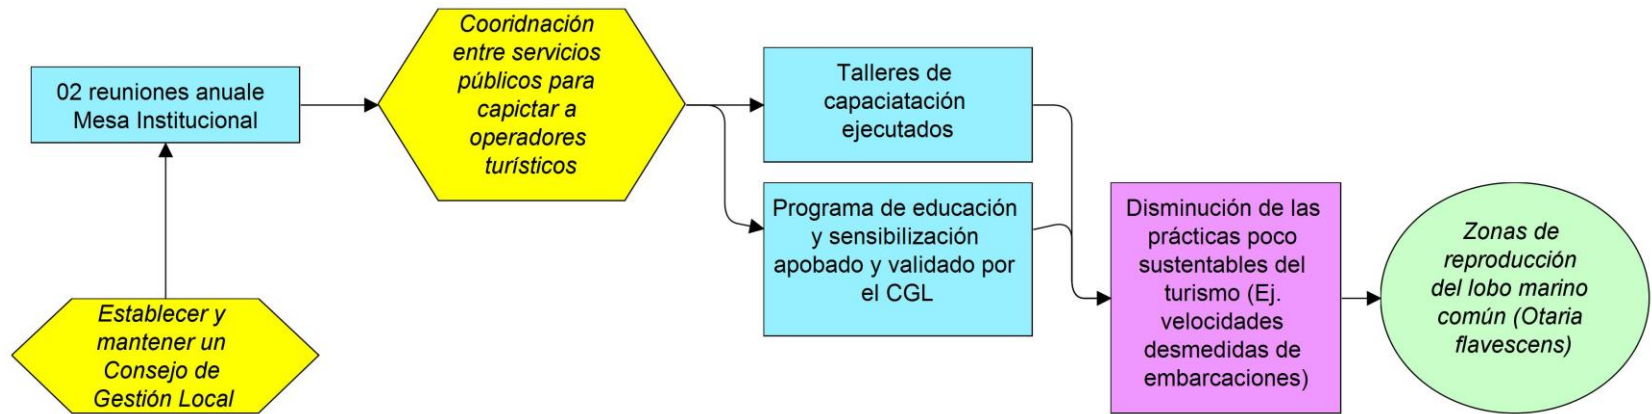 02 reuniones anuale
Mesa Institucional
Establecer y
mantener un
Consejo de
Gestión Local
Cooridnación
entre servicios
públicos para
capictar a
operadores
turísticos
Talleres de
capaciatación
ejecutados
Programa de educación
y sensibilización
apobado y validado por
el CGL
Disminución de las
prácticas poco
sustentables del
turismo (Ej.
velocidades
desmedidas de
embarcaciones)
Zonas de
reproducción
del lobo marino
común (Otaria
flavescens)